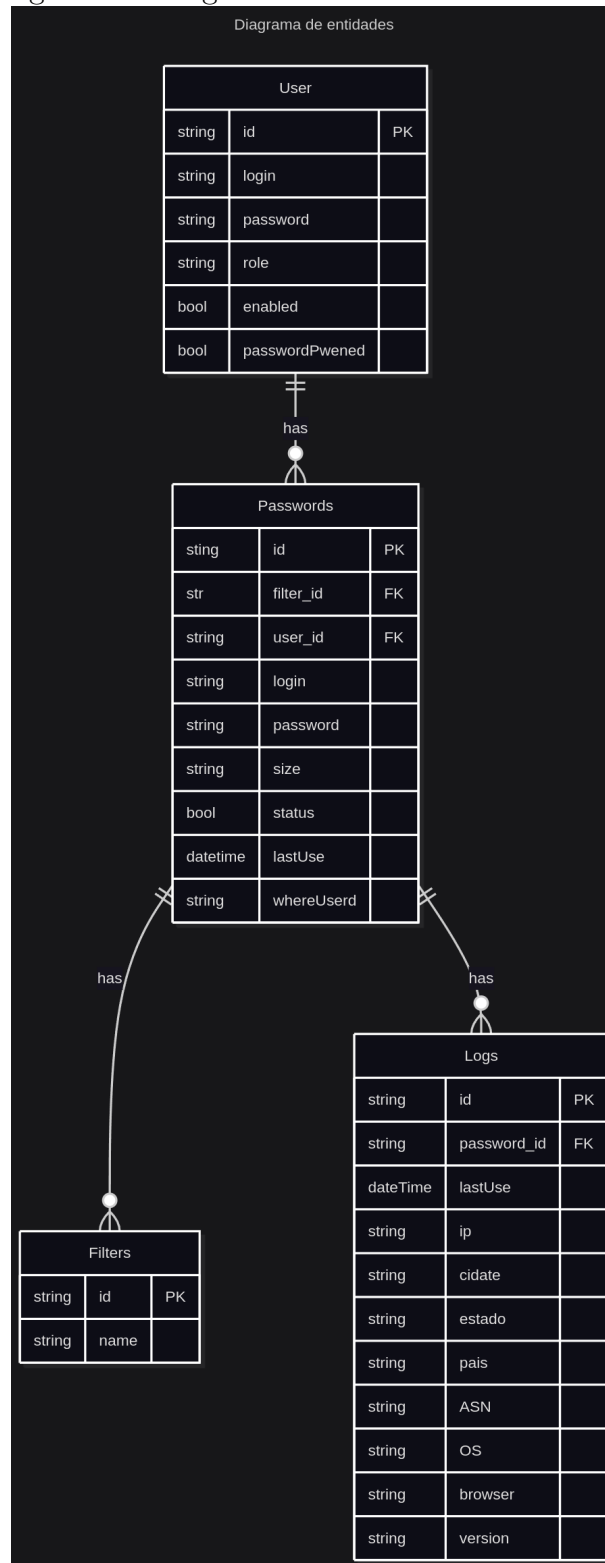 Diagrama de entidades
User
string id PK
string login
string password
string role
bool enabled
bool passwordPwened
has
Passwords
sting id PK
str filter_id FK
string user_id FK
string login
string password
string size
bool status
datetime lastUse
string whereUserd
has
has
Logs
string id PK
string password_id FK
dateTime lastUse
string ip
string cidate
string estado
string pais
string ASN
string OS
string browser
string version
Filters
string id PK
string name